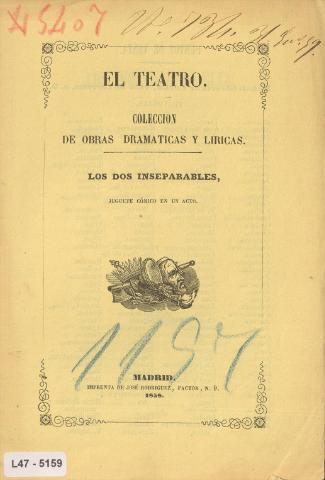 45407
EL TEATRO.
COLECCION
DE OBRAS DRAMATICAS Y LIRICAS.
LOS DOS INSEPARABLES,
JUGUETE CÓMICO EN UN ACTO.
1197
MADRID.
IMPRENTA DE JOSÉ RODRIGUEZ, FACTOR, N. 9.
1858.
L47 - 5159